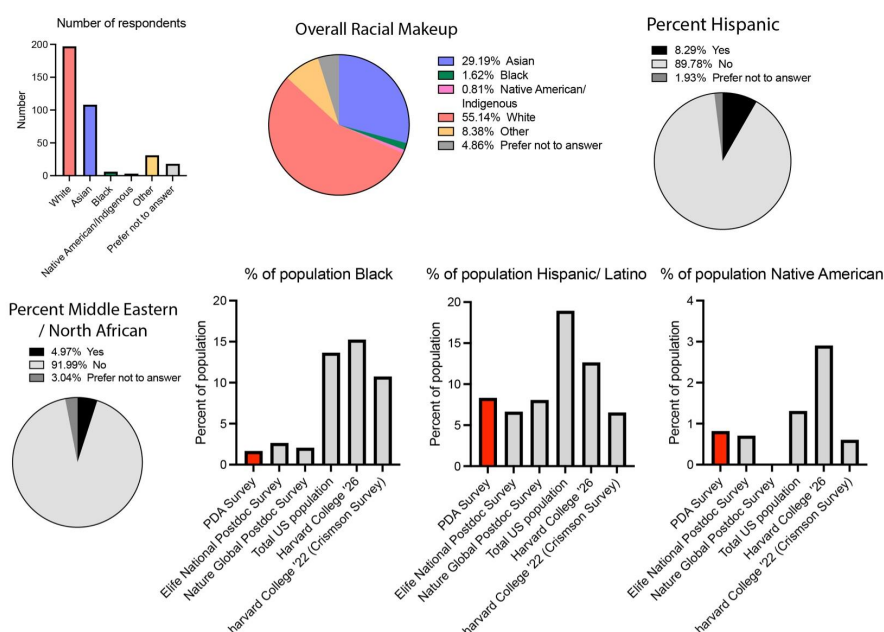 Number of respondents
200
150
100
50
0
Number
White
Asian
Black
Native American/Indigenous
Other
Prefer not to answer
Overall Racial Makeup
29.19% Asian
1.62% Black
0.81% Native American/
Indigenous
55.14% White
8.38% Other
4.86% Prefer not to answer
Percent Hispanic
8.29% Yes
89.78% No
1.93% Prefer not to answer
Percent Middle Eastern
/ North African
4.97% Yes
91.99% No
3.04% Prefer not to answer
% of population Black
20
15
10
5
0
Percent of population
PDA Survey
Elife National Postdoc Survey
Nature Global Postdoc Survey
Total US population
Harvard College '26
harvard College '22 (Crismson Survey)
% of population Hispanic/ Latino
20
15
10
5
0
Percent of population
PDA Survey
Elife National Postdoc Survey
Nature Global Postdoc Survey
Total US population
Harvard College '26
harvard College '22 (Crismson Survey)
% of population Native American
4
3
2
1
0
Percent of population
PDA Survey
Elife National Postdoc Survey
Nature Global Postdoc Survey
Total US population
Harvard College '26
harvard College '22 (Crismson Survey)